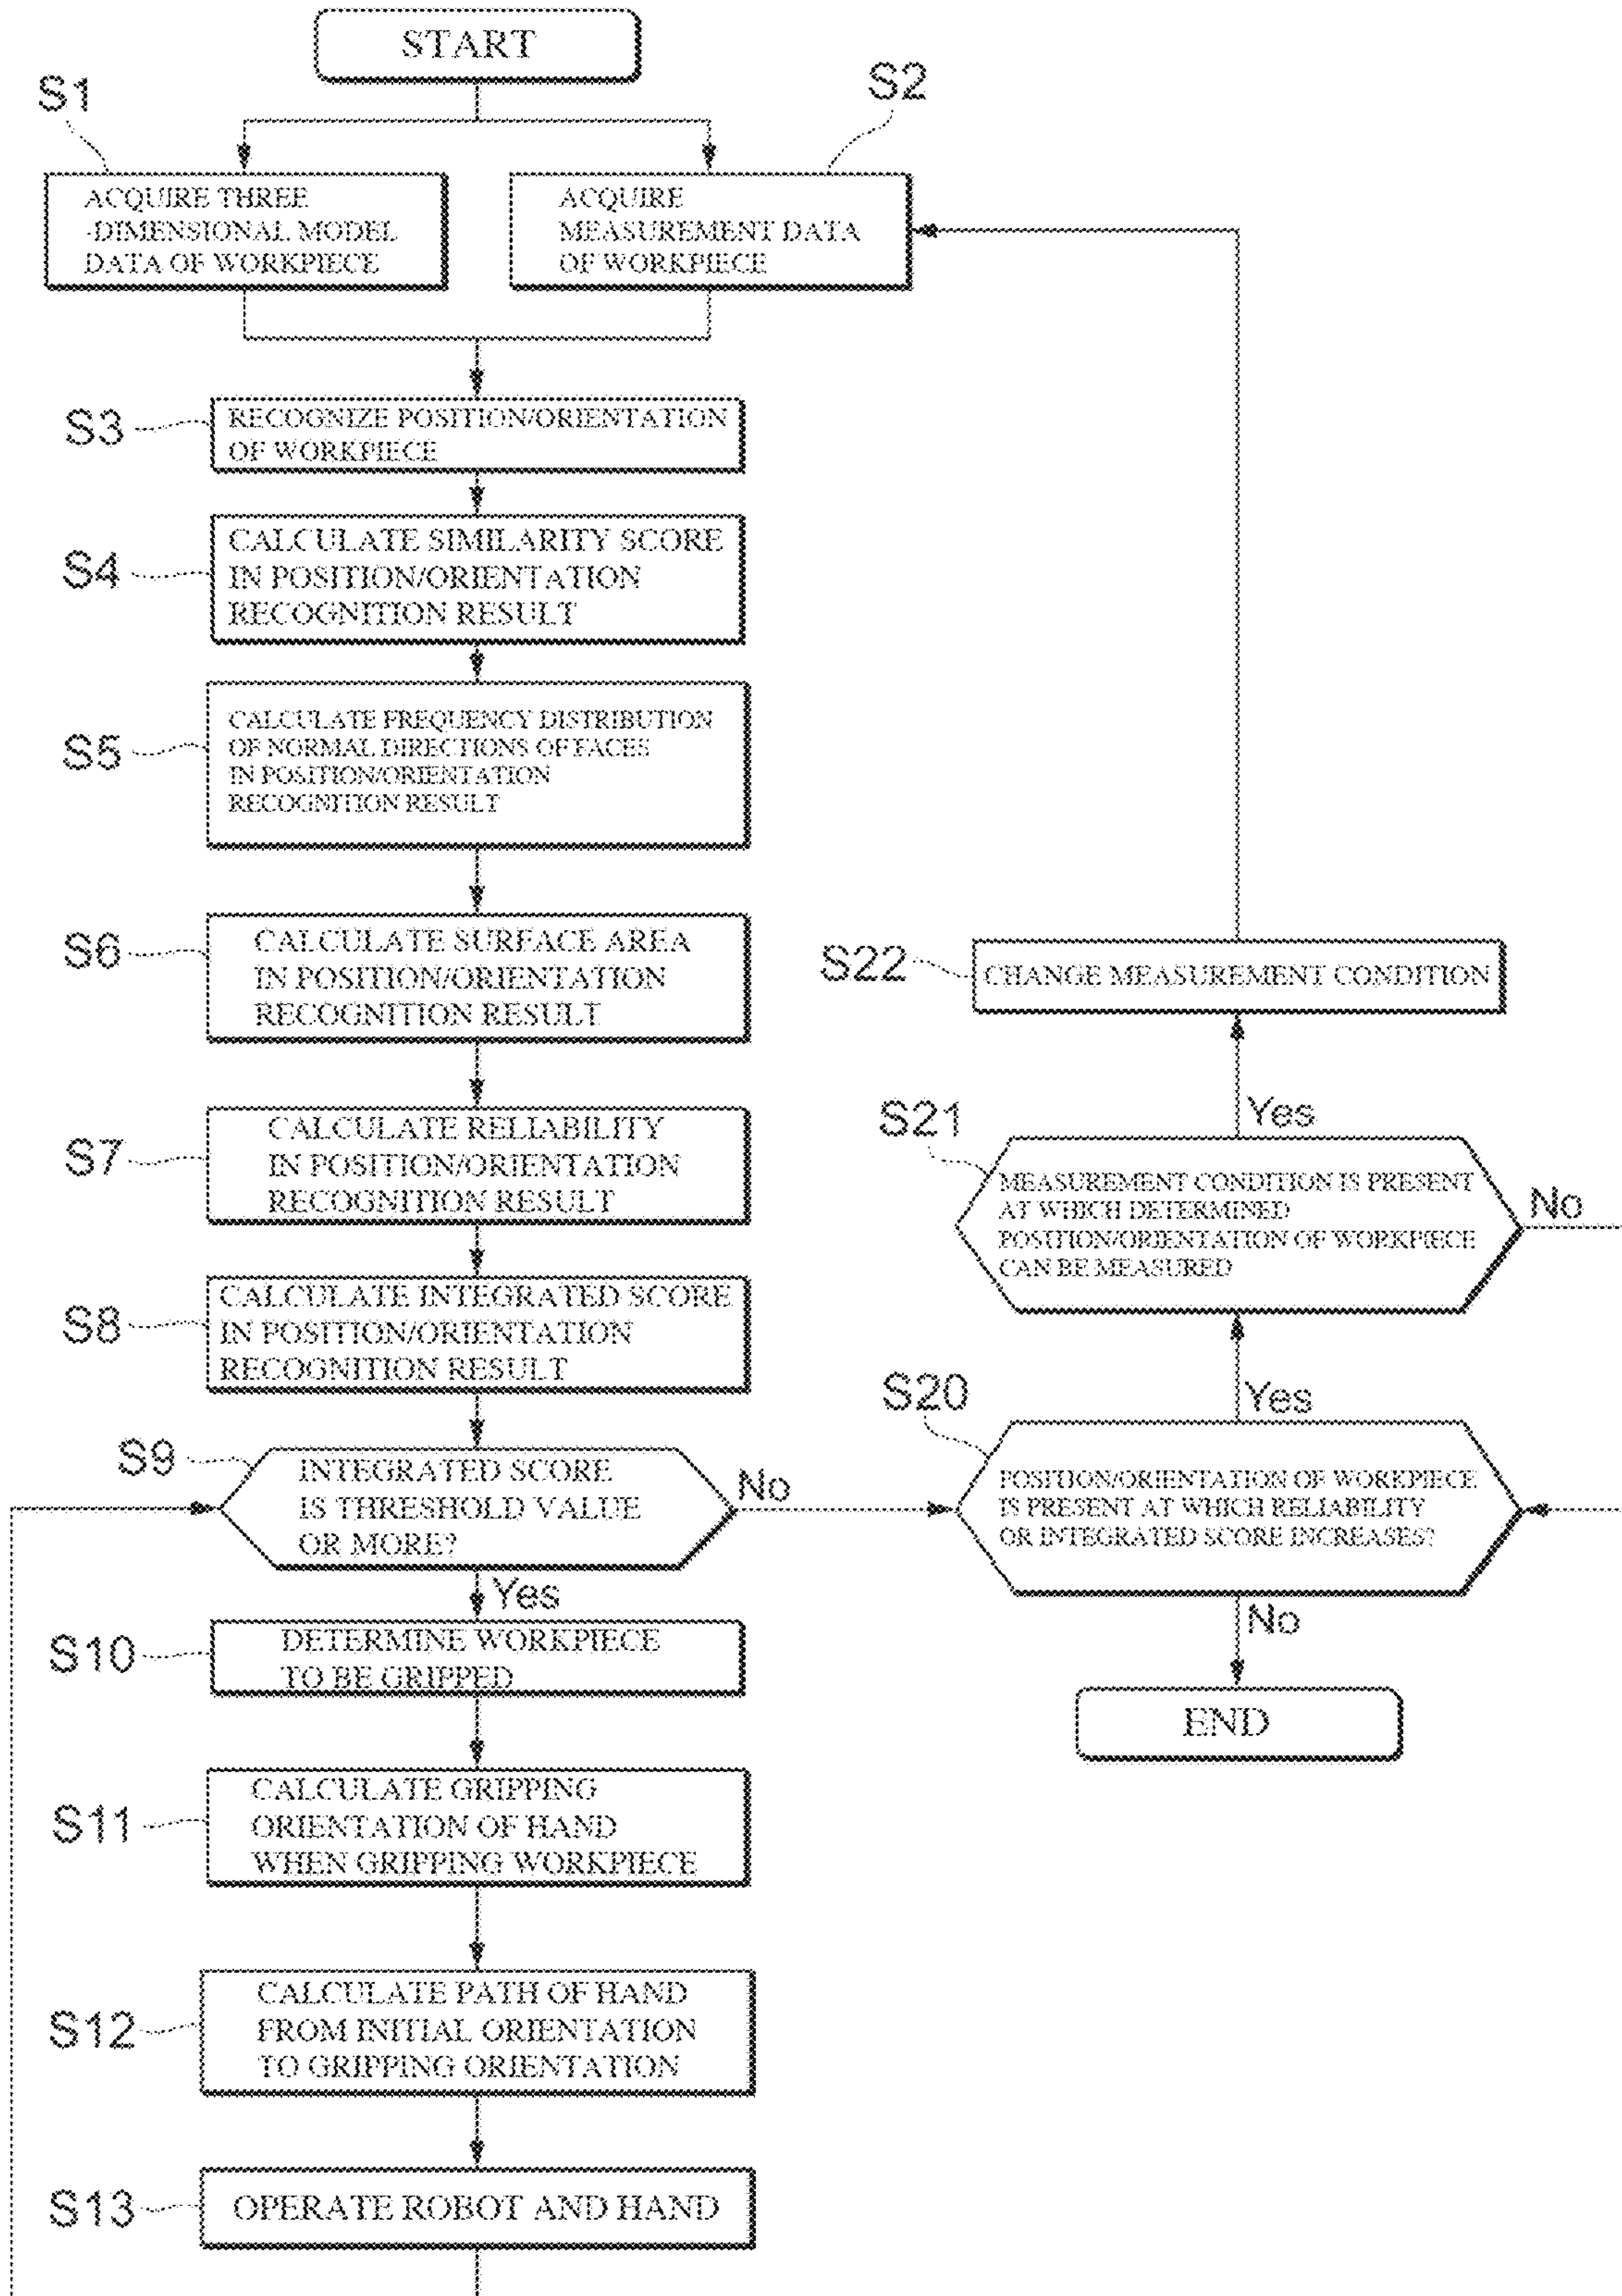 START
S1
S2
ACQUIRE THREE
-DIMENSIONAL MODEL
DATA OF WORKPIECE
ACQUIRE
MEASUREMENT DATA
OF WORKPIECE
S3
RECOGNIZE POSITION/ORIENTATION
OF WORKPIECE
S4
CALCULATE SIMILARITY SCORE
IN POSITION/ORIENTATION
RECOGNITION RESULT
S5
CALCULATE FREQUENCY DISTRIBUTION
OF NORMAL DIRECTIONS OF FACES
IN POSITION/ORIENTATION
RECOGNITION RESULT
S6
CALCULATE SURFACE AREA
IN POSITION/ORIENTATION
RECOGNITION RESULT
S7
CALCULATE RELIABILITY
IN POSITION/ORIENTATION
RECOGNITION RESULT
S8
CALCULATE INTEGRATED SCORE
IN POSITION/ORIENTATION
RECOGNITION RESULT
S9
INTEGRATED SCORE
IS THRESHOLD VALUE
OR MORE?
No
Yes
S10
DETERMINE WORKPIECE
TO BE GRIPPED
S11
CALCULATE GRIPPING
ORIENTATION OF HAND
WHEN GRIPPING WORKPIECE
S12
CALCULATE PATH OF HAND
FROM INITIAL ORIENTATION
TO GRIPPING ORIENTATION
S13
OPERATE ROBOT AND HAND
S22
CHANGE MEASUREMENT CONDITION
Yes
S21
MEASUREMENT CONDITION IS PRESENT
AT WHICH DETERMINED
POSITION/ORIENTATION OF WORKPIECE
CAN BE MEASURED
No
Yes
S20
POSITION/ORIENTATION OF WORKPIECE
IS PRESENT AT WHICH RELIABILITY
OR INTEGRATED SCORE INCREASES?
No
END